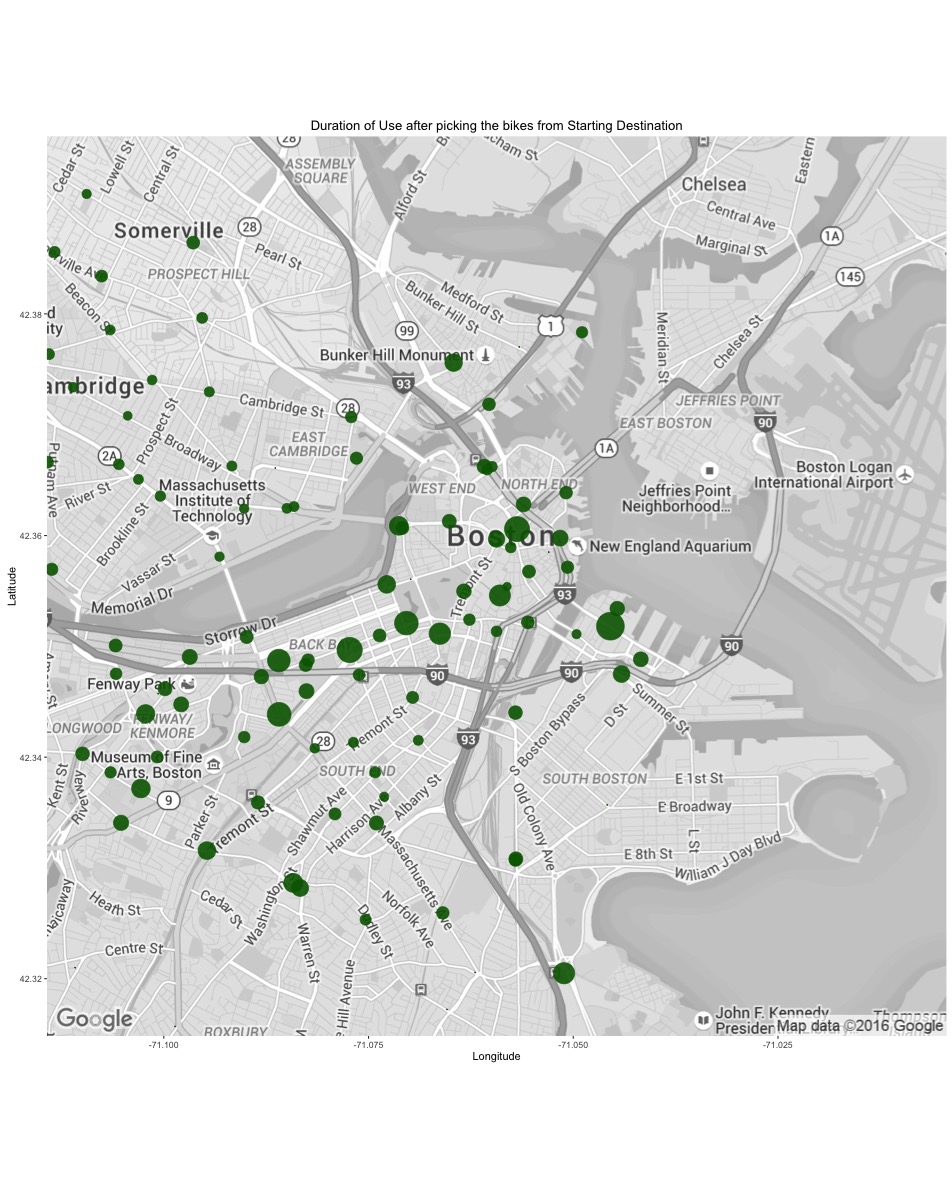 Duration of Use after picking the bikes from Starting Destination
28
ASSEMBLY
SQUARE
Cedar St
Lowell St
Central St
Alford St
Chelsea
Eastern
Central Ave
Marginal St
1A
145
Somerville
28
Pearl St
PROSPECT HILL
Beacon S
Medford St
Bunker Hill St
99
1
Bunker Hill Monument
Meridian St
Chelsea St
93
JEFFRIES POINT
EAST BOSTON
90
ambridge
Cambridge St
28
EAST
CAMBRIDGE
Prospect St
Broadway
2A
Putnam Ave
River St
Massachusetts
Institute of
Technology
Brookline St
Vassar St
WEST END
NORTH END
1A
Jeffries Point
Neighborhood...
Boston Logan
International Airport
Boston
New England Aquarium
Tremont St
93
Memorial Dr
Storrow Dr
BACK B
90
90
90
Fenway Park
LONGWOOD
FENWAY/
KENMORE
28
Tremont St
93
Summer St
D St
S Boston Bypass
Museum of Fine
Arts, Boston
9
SOUTH END
SOUTH BOSTON
E 1st St
E Broadway
Kent St
Riverway
Parker St
Tremont St
Shawmut Ave
Harrison Ave
Albany St
Old Colony Ave
L St
E 8th St
William J Day Blvd
Massachusetts Ave
Washington St
Cedar St
Heath St
Centre St
Warren St
Dudley St
Norfolk Ave
e Hill Avenue
ROXBURY
Google
John F. Kennedy
Presiden
Map data ©2016 Google
Thompson
42.38
42.36
42.34
42.32
Latitude
-71.100
-71.075
-71.050
-71.025
Longitude